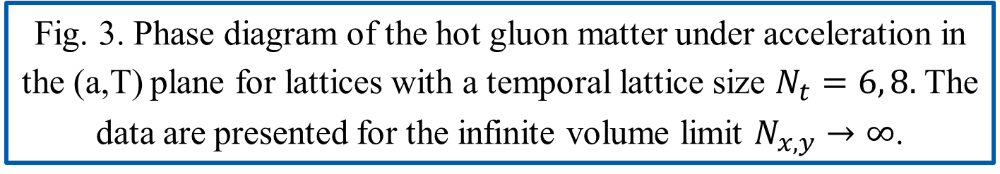 Fig. 3. Phase diagram of the hot gluon matter under acceleration in
the (a,T) plane for lattices with a temporal lattice size $N_t = 6, 8$. The
data are presented for the infinite volume limit $N_{x,y} \to \infty$.